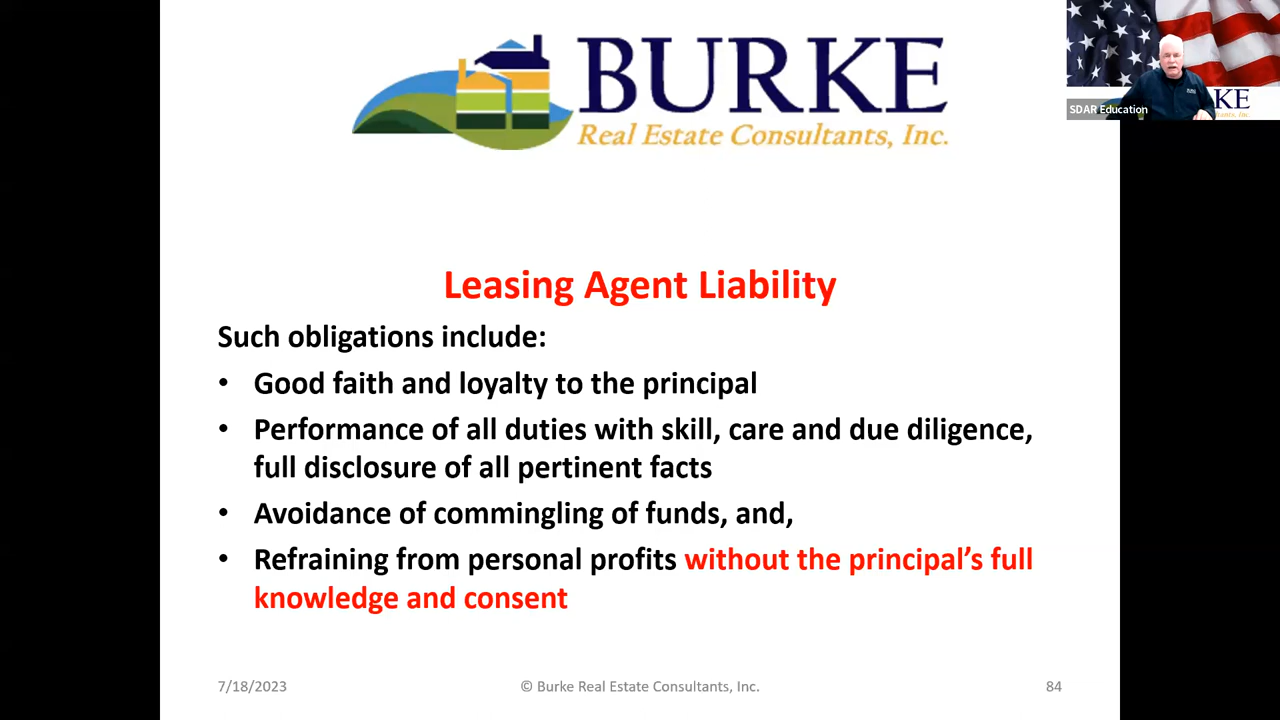 BURKE
Real Estate Consultants, Inc.
SDAR Education
KE
Leasing Agent Liability
Such obligations include:
• Good faith and loyalty to the principal
• Performance of all duties with skill, care and due diligence,
full disclosure of all pertinent facts
• Avoidance of commingling of funds, and,
• Refraining from personal profits without the principal’s full
knowledge and consent
7/18/2023
© Burke Real Estate Consultants, Inc.
84